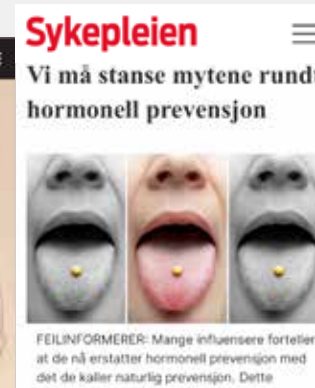 Sykepleien
Vi må stanse mytene rundt
hormonell prevensjon
FEILINFORMERER: Mange influensere forteller
at de nå erstatter hormonell prevensjon med
det de kaller naturlig prevensjon. Dette